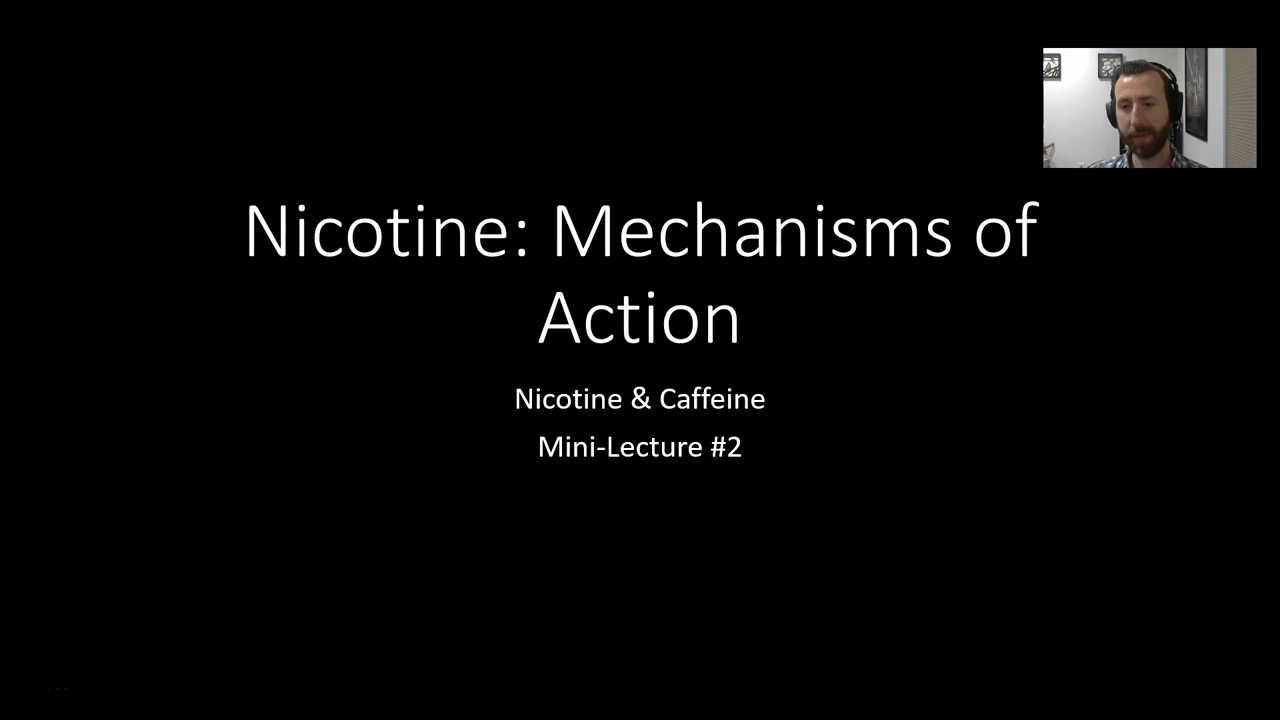 Nicotine: Mechanisms of
Action
Nicotine & Caffeine
Mini-Lecture #2